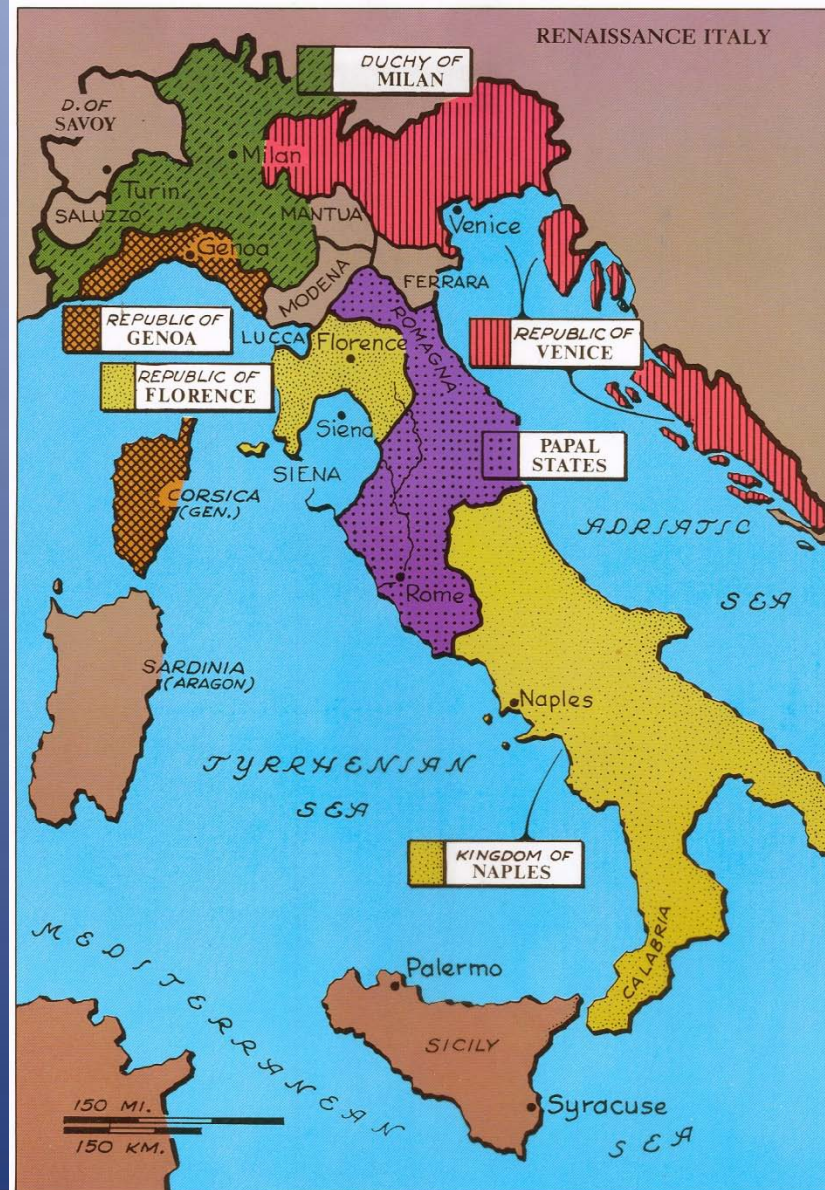 RENAISSANCE ITALY
DUCHY OF
MILAN
D. OF
SAVOY
Milan
Turin
SALUZZO
MANTUA
Venice
Genoa
MODENA
FERRARA
ROMAGNA
REPUBLIC OF
GENOA
LUCCA
Florence
REPUBLIC OF
VENICE
REPUBLIC OF
FLORENCE
Siena
SIENA
PAPAL
STATES
CORSICA
(GEN.)
ADRIATIC
SEA
Rome
SARDINIA
(ARAGON)
Naples
TYRRHENIAN
SEA
KINGDOM OF
NAPLES
CALABRIA
MEDITERRANEAN
SEA
Palermo
SICILY
Syracuse
150 MI.
150 KM.